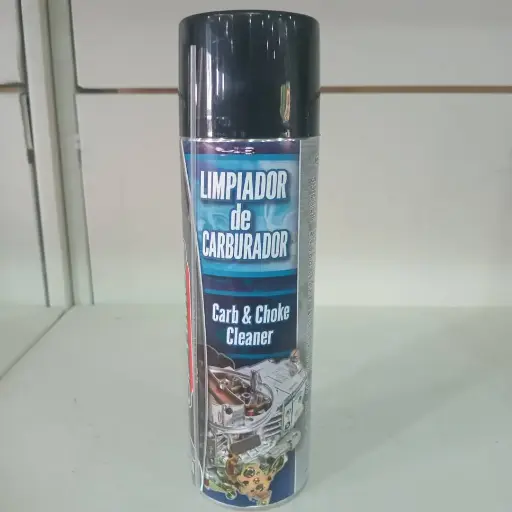 LIMPIADOR
de
CARBURADOR
Carb & Choke
Cleaner